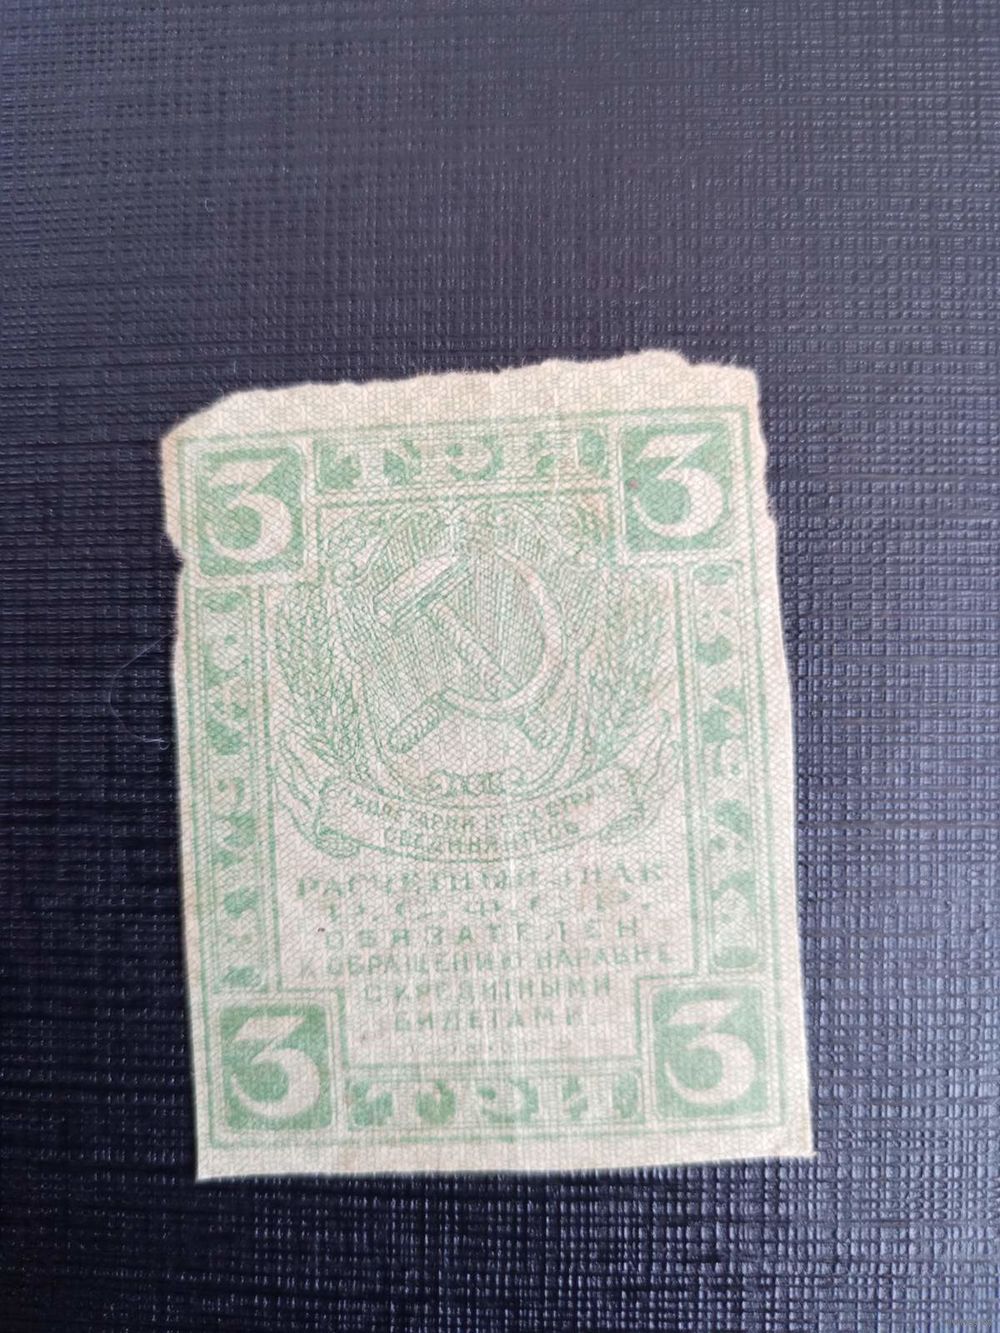 3 3
ПРОЛЕТАРИИ ВСЕХ СТРАН
СОЕДИНЯЙТЕСЬ
РАСЧЕТНЫЙ ЗНАК
Р.С.Ф.С.Р.
ОБЯЗАТЕЛЕН
К ОБРАЩЕНИЮ НАРАВНЕ
С КРЕДИТНЫМИ
БИЛЕТАМИ.
3 3